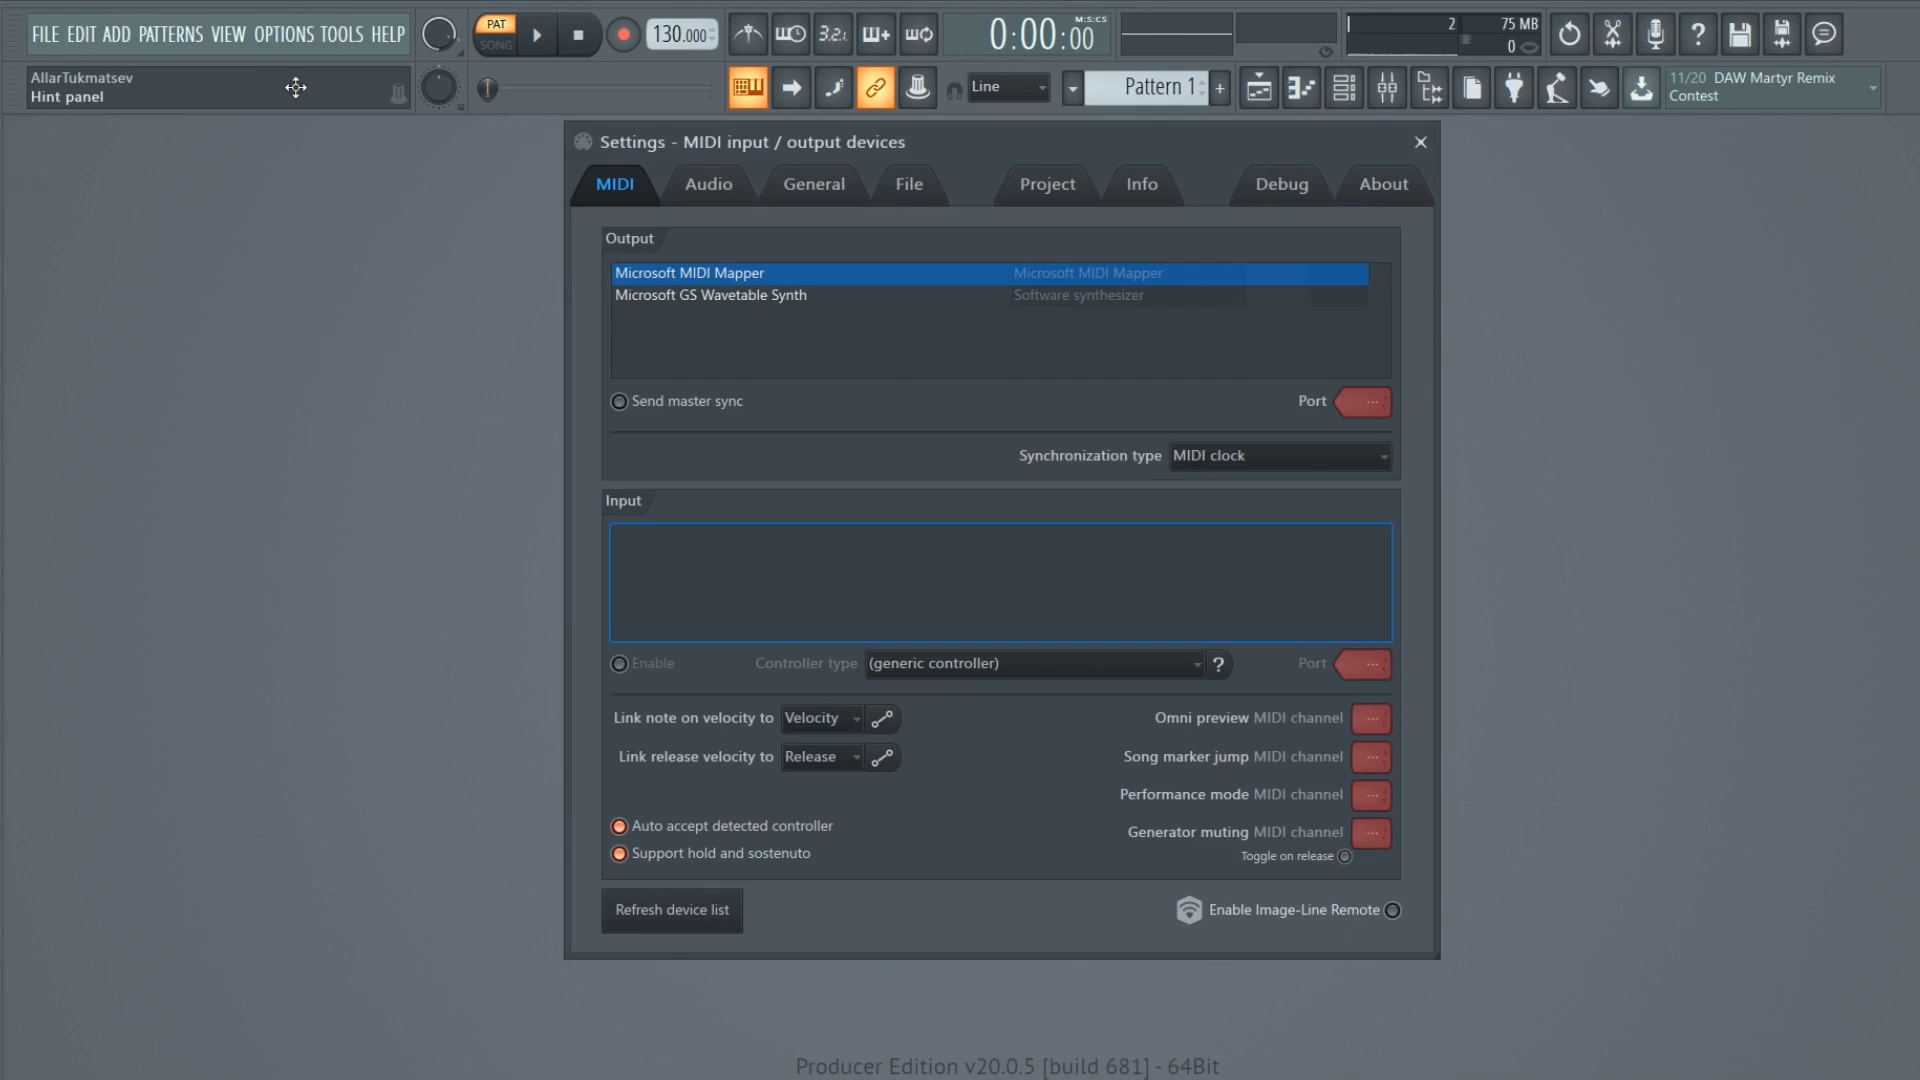 FILE EDIT ADD PATTERNS VIEW OPTIONS TOOLS HELP
PAT
SONG
130.000
3.2.
M:S:CS
0:00:00
2
75 MB
0
AllarTukmatsev
Hint panel
Line
Pattern 1
+
11/20 DAW Martyr Remix
Contest
Settings - MIDI input / output devices
MIDI Audio General File Project Info Debug About
Output
Microsoft MIDI Mapper Microsoft MIDI Mapper
Microsoft GS Wavetable Synth Software synthesizer
Send master sync Port ---
Synchronization type MIDI clock
Input
Enable Controller type (generic controller) ? Port ---
Link note on velocity to Velocity Omni preview MIDI channel ---
Link release velocity to Release Song marker jump MIDI channel ---
Performance mode MIDI channel ---
Auto accept detected controller Generator muting MIDI channel ---
Support hold and sostenuto Toggle on release
Refresh device list Enable Image-Line Remote
Producer Edition v20.0.5 [build 681] - 64Bit